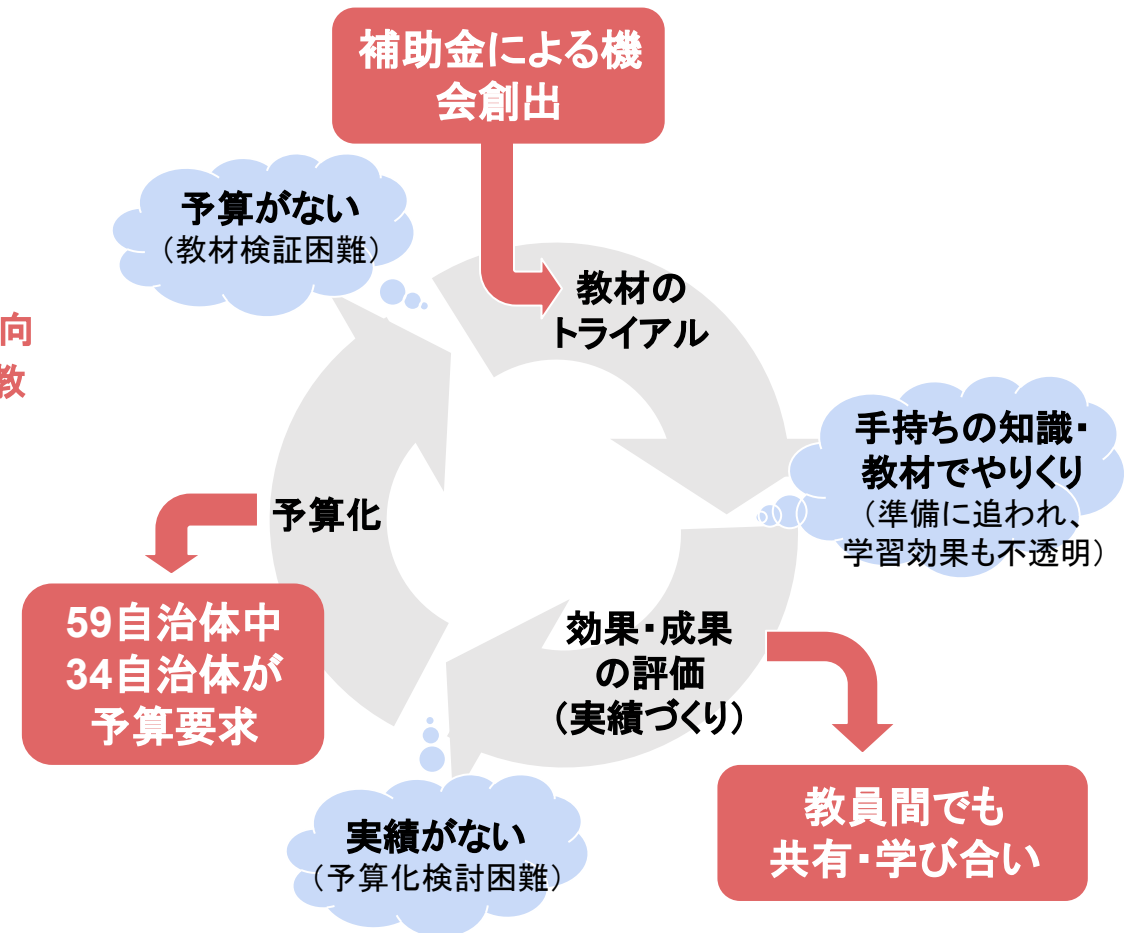 補助金による機
会創出
予算がない
（教材検証困難）
教材の
トライアル
向
教
手持ちの知識・
教材でやりくり
（準備に追われ、
学習効果も不透明）
予算化
59自治体中
34自治体が
予算要求
効果・成果
の評価
（実績づくり）
教員間でも
共有・学び合い
実績がない
（予算化検討困難）